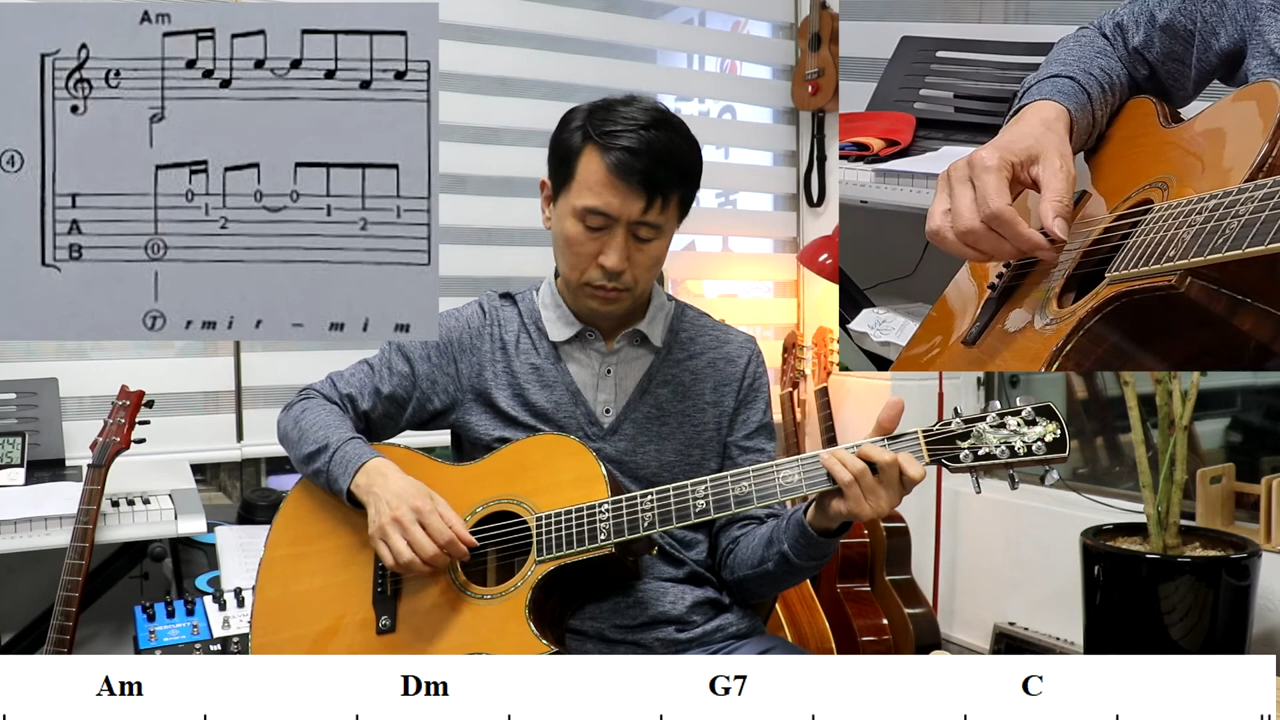 Am
④
T
A
B
0 1 2 0 0 1 2 1
0
T r m i r – m i m
Am Dm G7 C